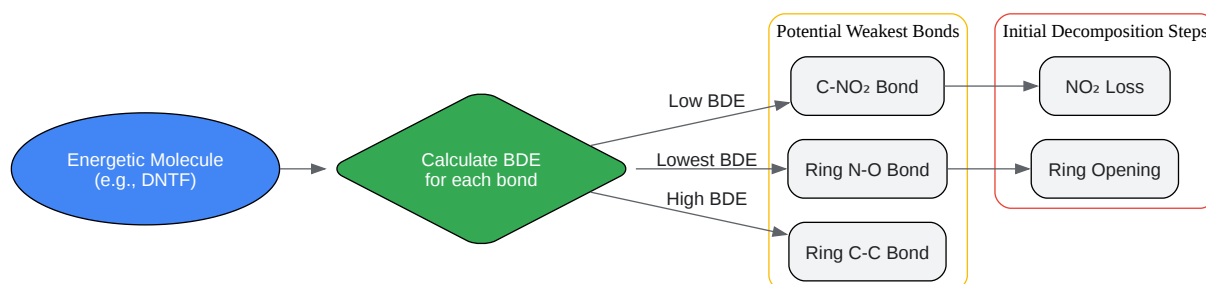 Potential Weakest Bonds
Initial Decomposition Steps
Energetic Molecule
(e.g., DNTF)
Calculate BDE
for each bond
Low BDE
Lowest BDE
High BDE
C-NO₂ Bond
NO₂ Loss
Ring N-O Bond
Ring Opening
Ring C-C Bond